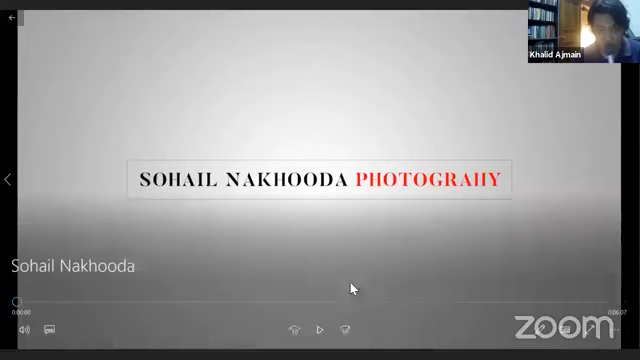 Khalid Ajmain
SOHAIL NAKHOODA PHOTOGRAHY
Sohail Nakhooda
0:00:00
0:06:07
zoom